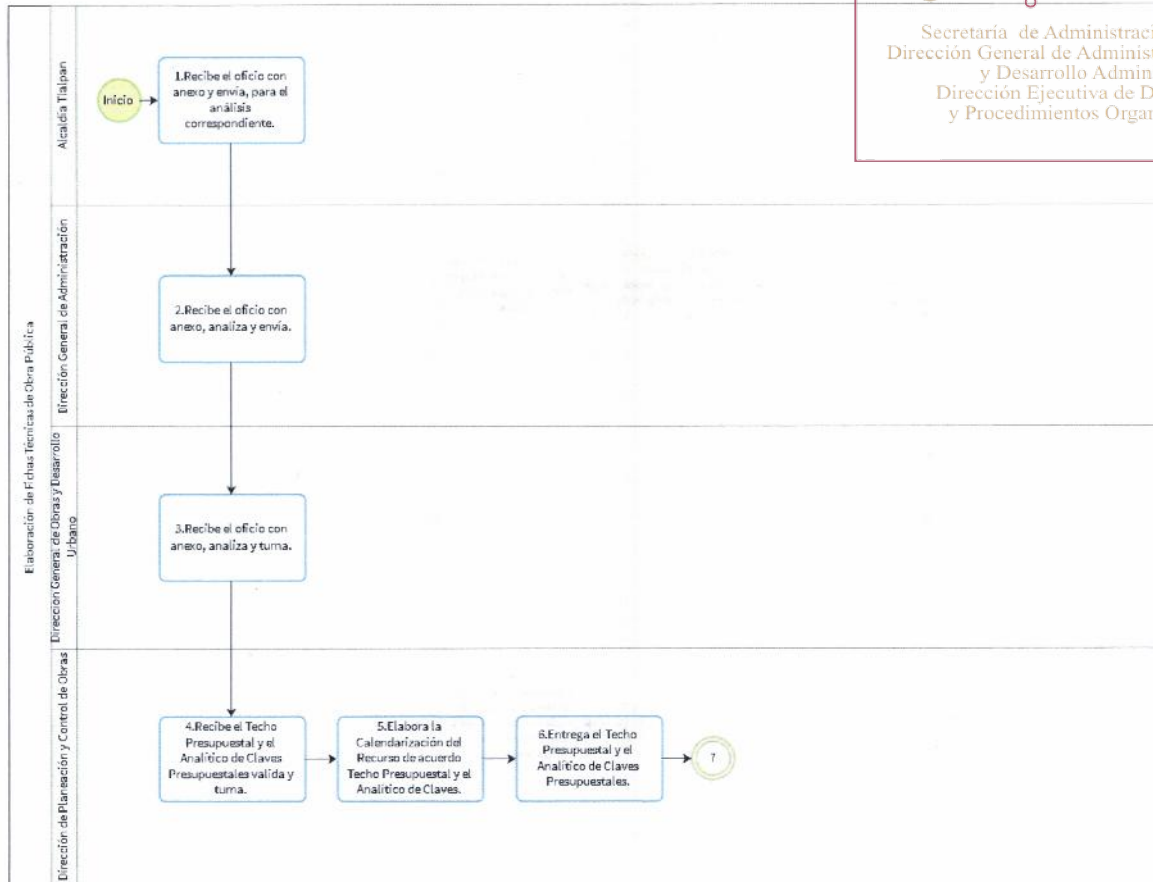 Secretaría de Administraci
Dirección General de Administ
y Desarrollo Admin
Dirección Ejecutiva de D
y Procedimientos Organ
Elaboración de Fichas Técnicas de Obra Pública
Alcaldía Tlalpan
Inicio
1.Recibe el oficio con
anexo y envía, para el
análisis
correspondiente.
Dirección General de Administración
2.Recibe el oficio con
anexo, analiza y envía.
Dirección General de Obras y Desarrollo
Urbano
3.Recibe el oficio con
anexo, analiza y turna.
Dirección de Planeación y Control de Obras
4.Recibe el Techo
Presupuestal y el
Analítico de Claves
Presupuestales valida y
turna.
5.Elabora la
Calendarización del
Recurso de acuerdo
Techo Presupuestal y el
Analítico de Claves.
6.Entrega el Techo
Presupuestal y el
Analítico de Claves
Presupuestales.
7